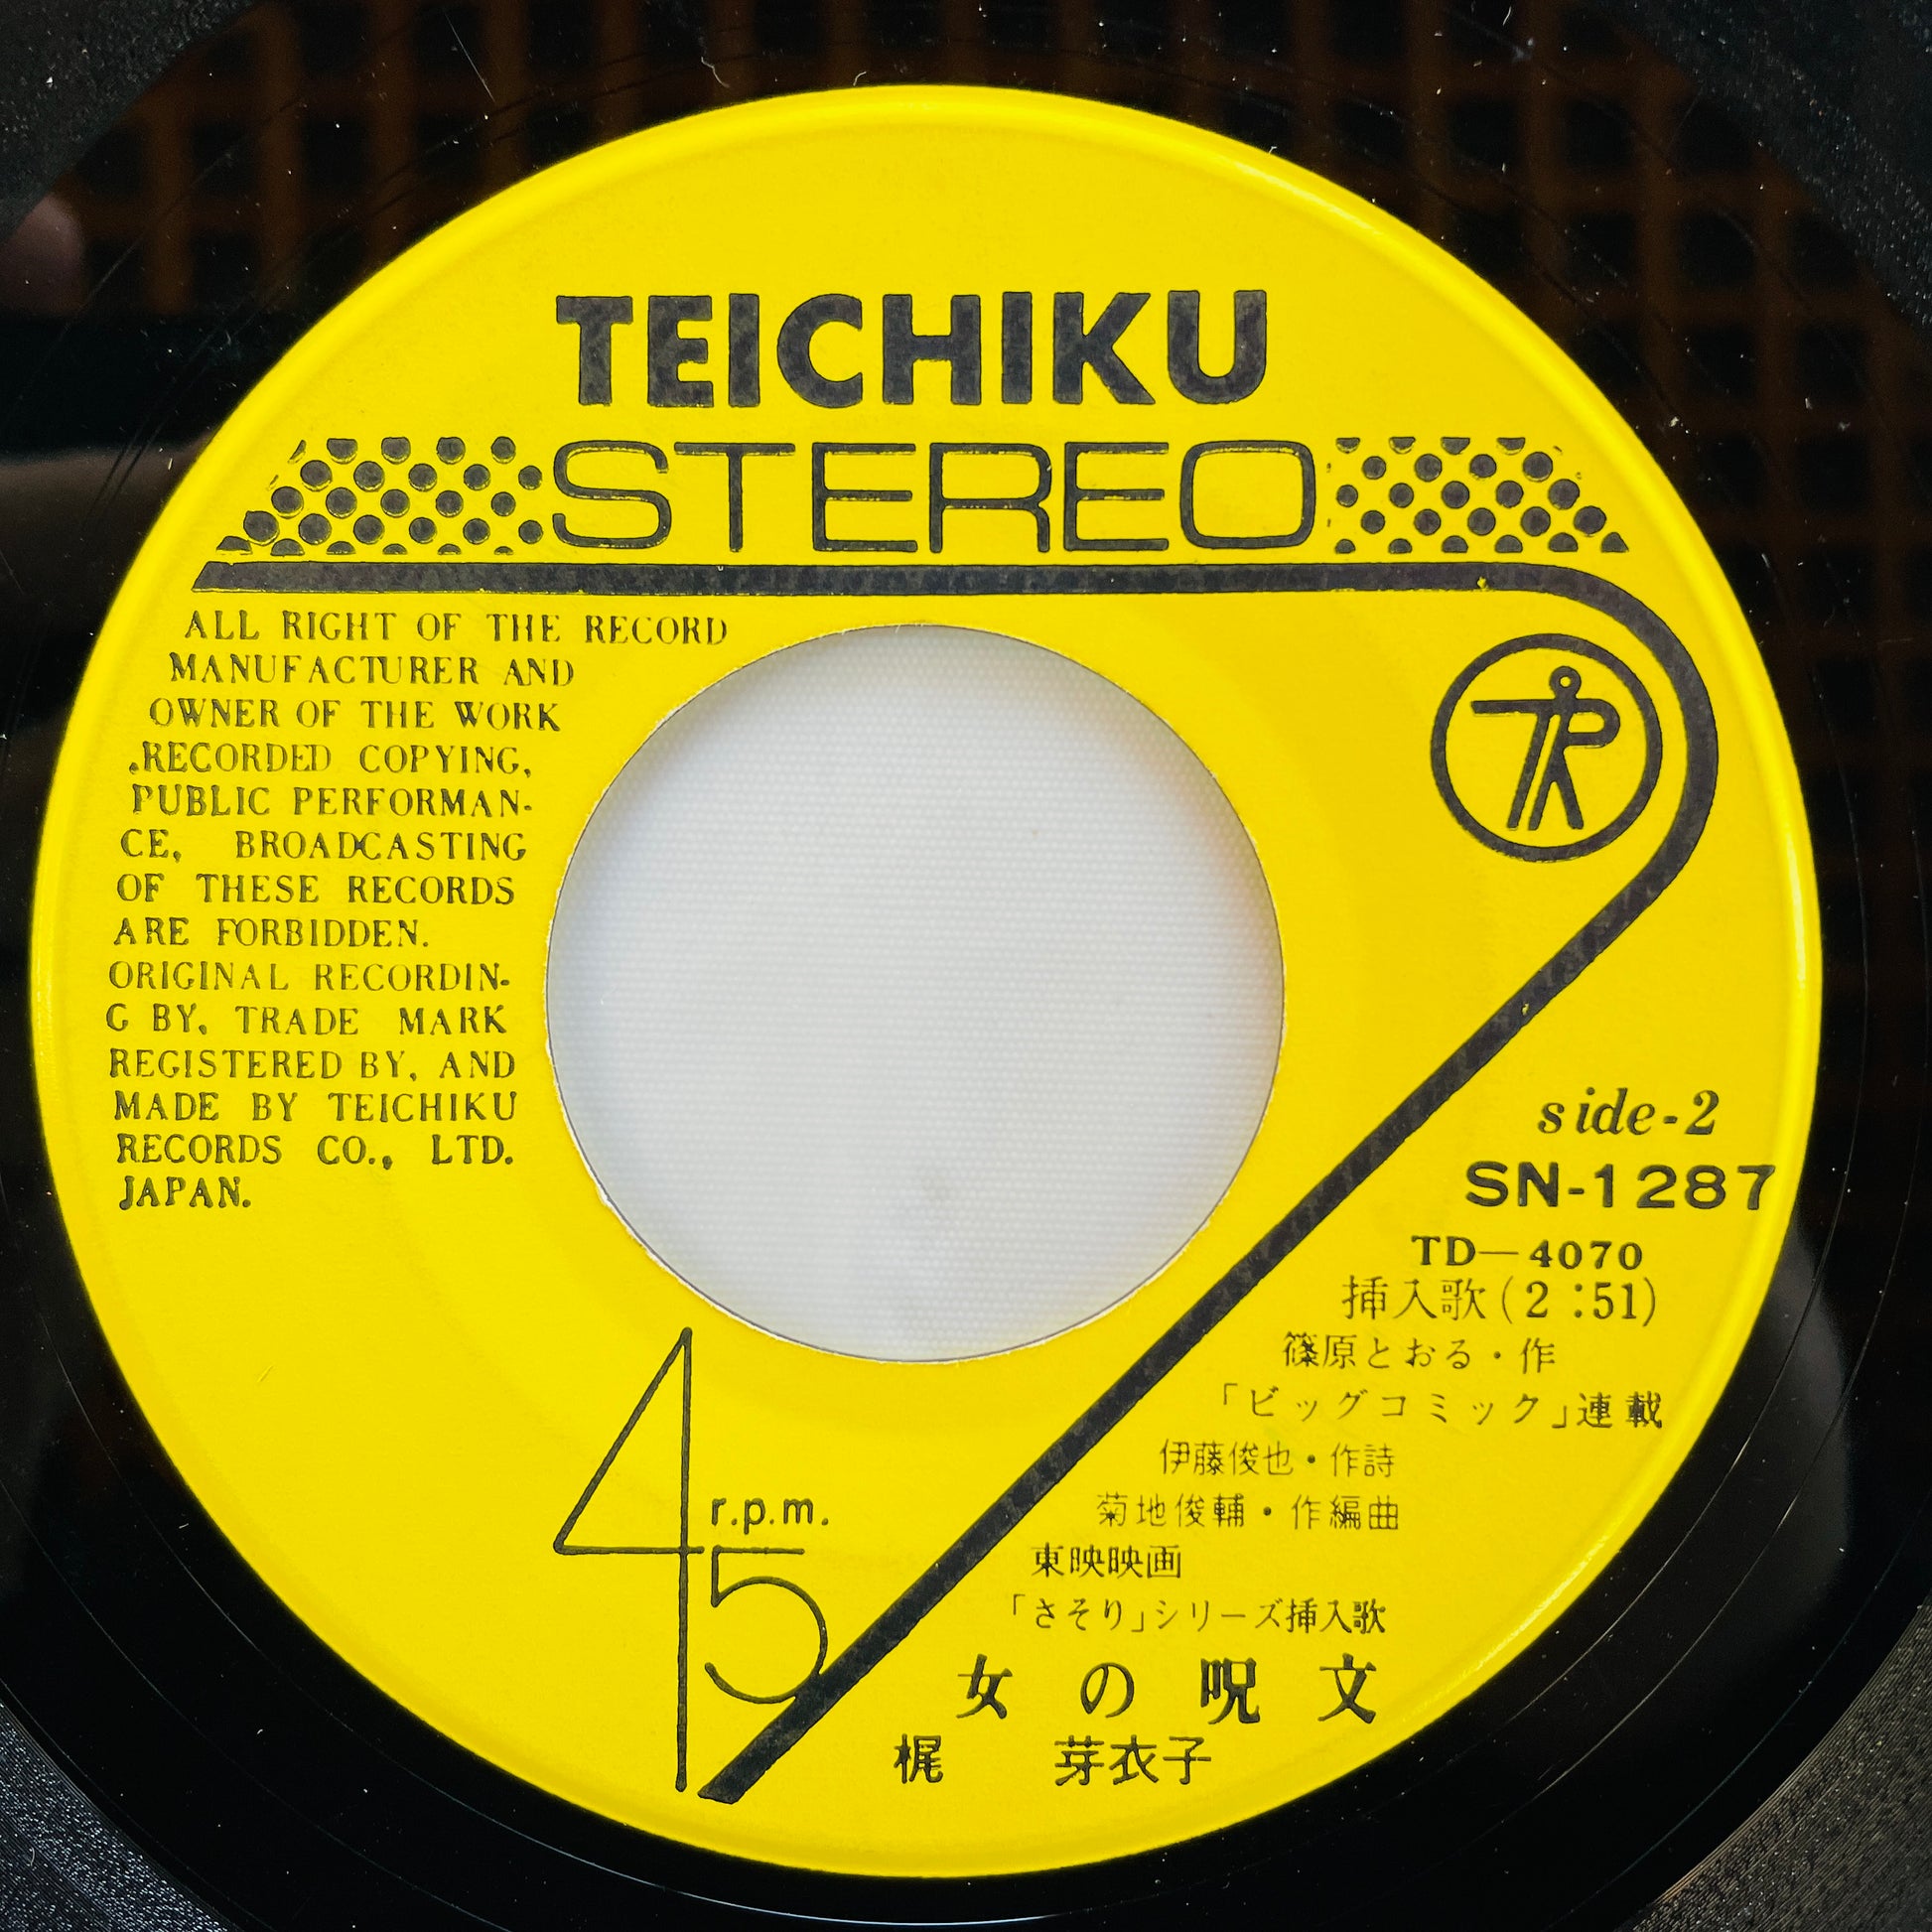 TEICHIKU
STEREO
ALL RIGHT OF THE RECORD
MANUFACTURER AND
OWNER OF THE WORK
RECORDED COPYING,
PUBLIC PERFORMAN-
CE, BROADCASTING
OF THESE RECORDS
ARE FORBIDDEN.
ORIGINAL RECORDIN-
G BY, TRADE MARK
REGISTERED BY, AND
MADE BY TEICHIKU
RECORDS CO., LTD.
JAPAN.
TR
side-2
SN-1287
TD—4070
挿入歌(2:51)
篠原とおる・作
「ビッグコミック」連載
伊藤俊也・作詩
菊地俊輔・作編曲
東映映画
「さそり」シリーズ挿入歌
女の呪文
梶 芽衣子
45 r.p.m.